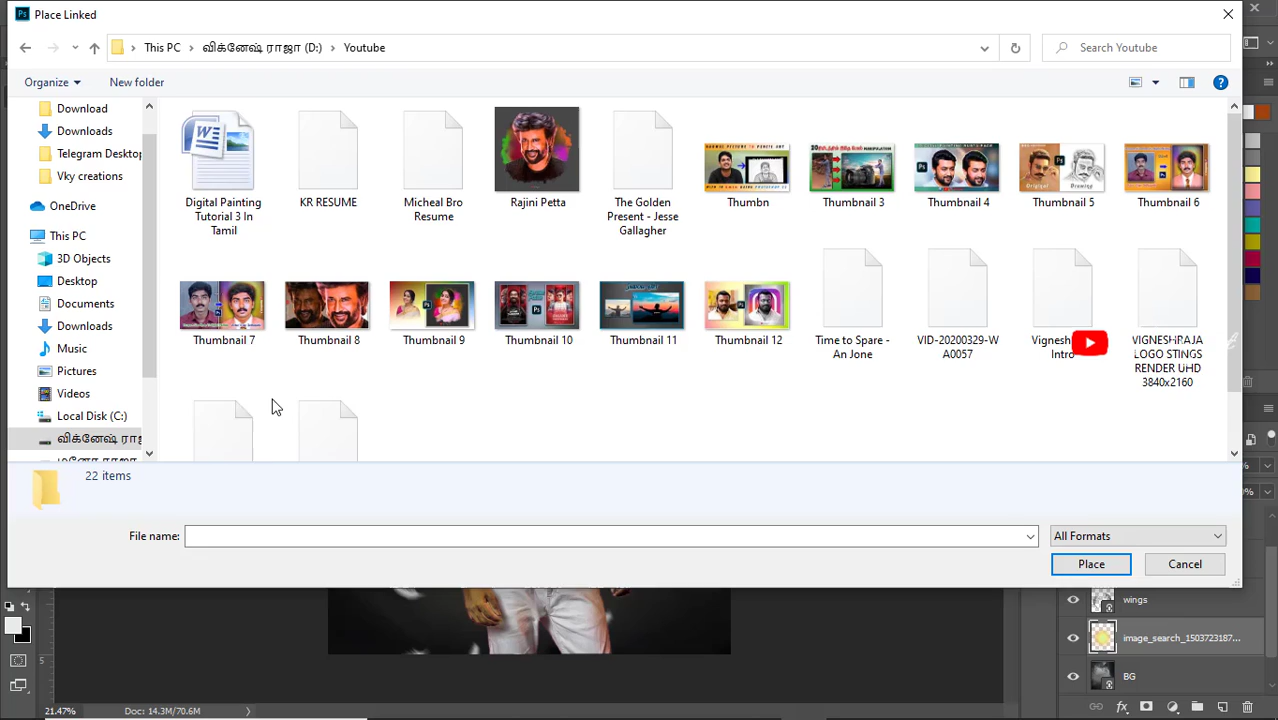 Place Linked
This PC
விக்னேஷ் ராஜா (D:)
Youtube
Search Youtube
Organize
New folder
Download
Downloads
Telegram Desktop
Vky creations
OneDrive
This PC
3D Objects
Desktop
Documents
Downloads
Music
Pictures
Videos
Local Disk (C:)
விக்னேஷ் ராஜ
Digital Painting
Tutorial 3 In
Tamil
KR RESUME
Micheal Bro
Resume
Rajini Petta
The Golden
Present - Jesse
Gallagher
Thumbn
Thumbnail 3
Thumbnail 4
Thumbnail 5
Thumbnail 6
Thumbnail 7
Thumbnail 8
Thumbnail 9
Thumbnail 10
Thumbnail 11
Thumbnail 12
Time to Spare -
An Jone
VID-20200329-W
A0057
Vignesh
Intro
VIGNESHRAJA
LOGO STINGS
RENDER UHD
3840x2160
22 items
File name:
All Formats
Place
Cancel
wings
image_search_1503723187...
BG
5
21.47%
Doc: 14.3M/70.6M